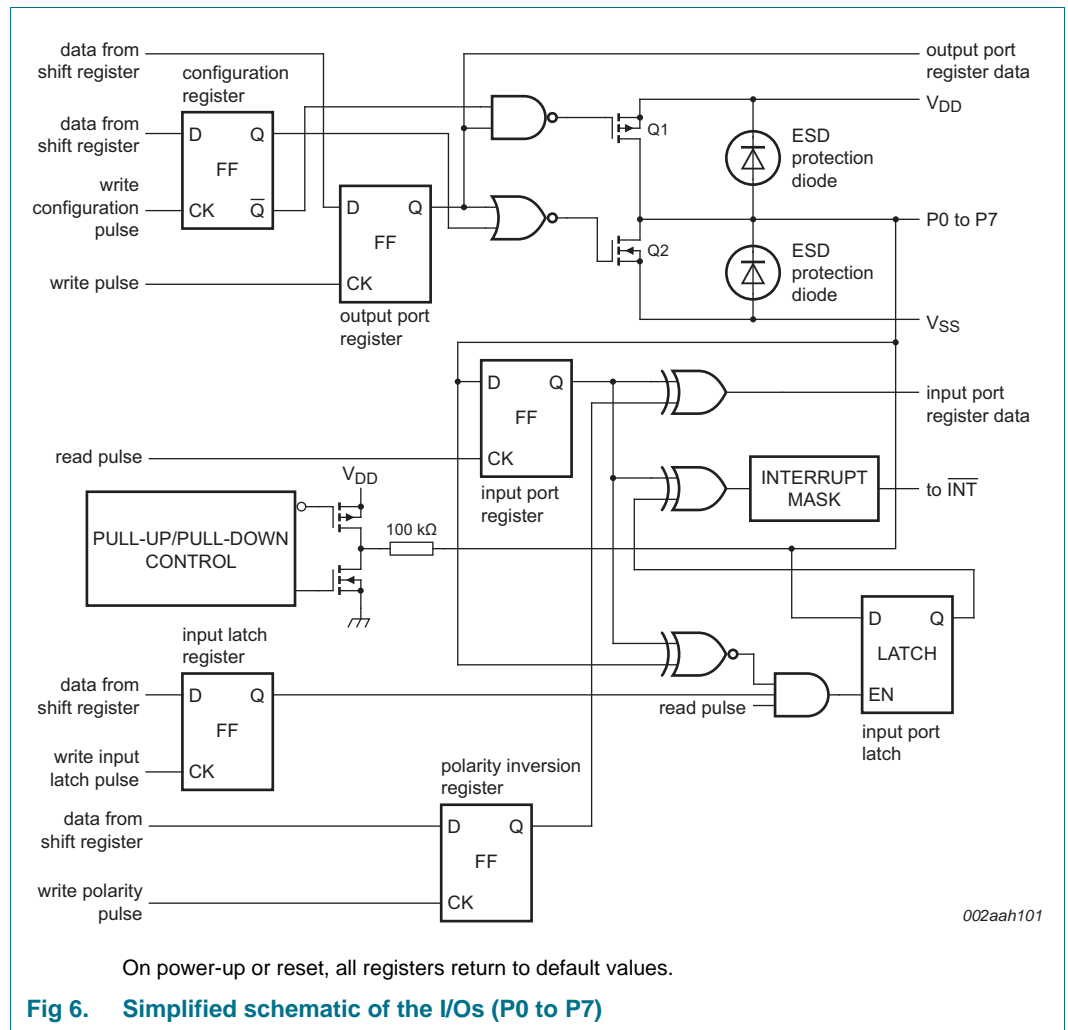 data from
shift register
configuration
register
output port
register data
data from
shift register
D
Q
FF
write
configuration
pulse
CK
Q
D
Q
FF
CK
write pulse
output port
register
Q1
VDD
ESD
protection
diode
P0 to P7
Q2
ESD
protection
diode
VSS
D
Q
FF
CK
input port
register
read pulse
input port
register data
INTERRUPT
MASK
to INT
VDD
PULL-UP/PULL-DOWN
CONTROL
100 kΩ
D
Q
LATCH
EN
input port
latch
input latch
register
data from
shift register
D
Q
FF
write input
latch pulse
CK
read pulse
polarity inversion
register
data from
shift register
D
Q
FF
write polarity
pulse
CK
002aah101
On power-up or reset, all registers return to default values.
Fig 6. Simplified schematic of the I/Os (P0 to P7)